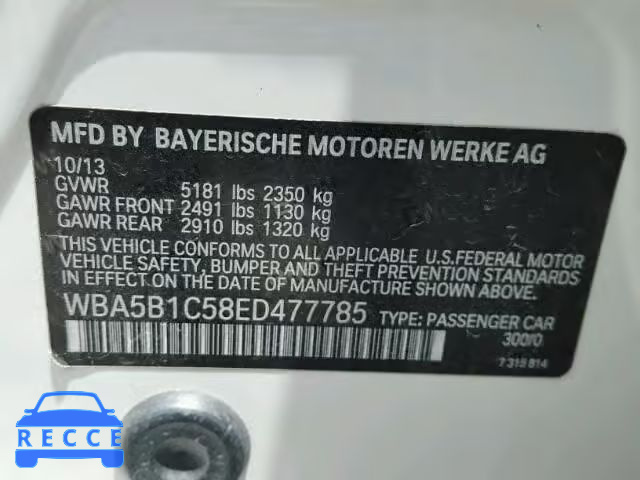 MFD BY BAYERISCHE MOTOREN WERKE AG
10/13
GVWR 5181 lbs 2350 kg
GAWR FRONT 2491 lbs 1130 kg
GAWR REAR 2910 lbs 1320 kg
THIS VEHICLE CONFORMS TO ALL APPLICABLE U.S.FEDERAL MOTOR
VEHICLE SAFETY, BUMPER AND THEFT PREVENTION STANDARDS
IN EFFECT ON THE DATE OF MANUFACTURE SHOWN ABOVE.
WBA5B1C58ED477785 TYPE: PASSENGER CAR
300/0
7 319 814
RECCE